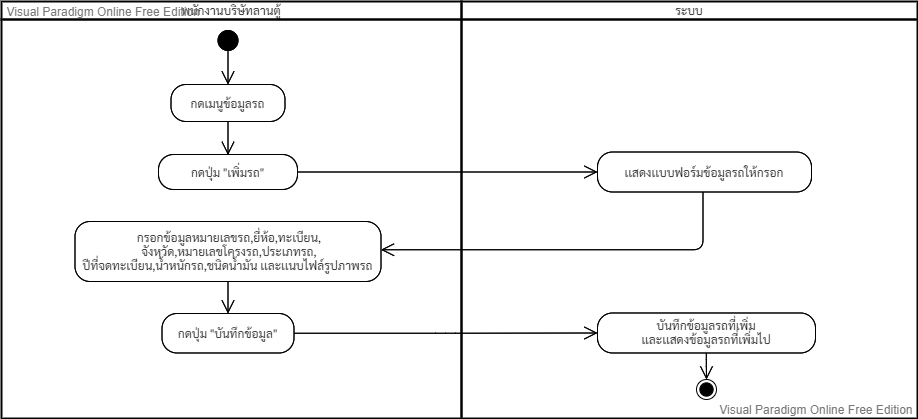 Visual Paradigm Online Free Edition
พนักงานบริษัทลานตู้
ระบบ
กดเมนูข้อมูลรถ
กดปุ่ม "เพิ่มรถ"
แสดงแบบฟอร์มข้อมูลรถให้กรอก
กรอกข้อมูลหมายเลขรถ,ยี่ห้อ,ทะเบียน,
จังหวัด,หมายเลขโครงรถ,ประเภทรถ,
ปีที่จดทะเบียน,น้ำหนักรถ,ชนิดน้ำมัน และแนบไฟล์รูปภาพรถ
กดปุ่ม "บันทึกข้อมูล"
บันทึกข้อมูลรถที่เพิ่ม
และแสดงข้อมูลรถที่เพิ่มไป
Visual Paradigm Online Free Edition